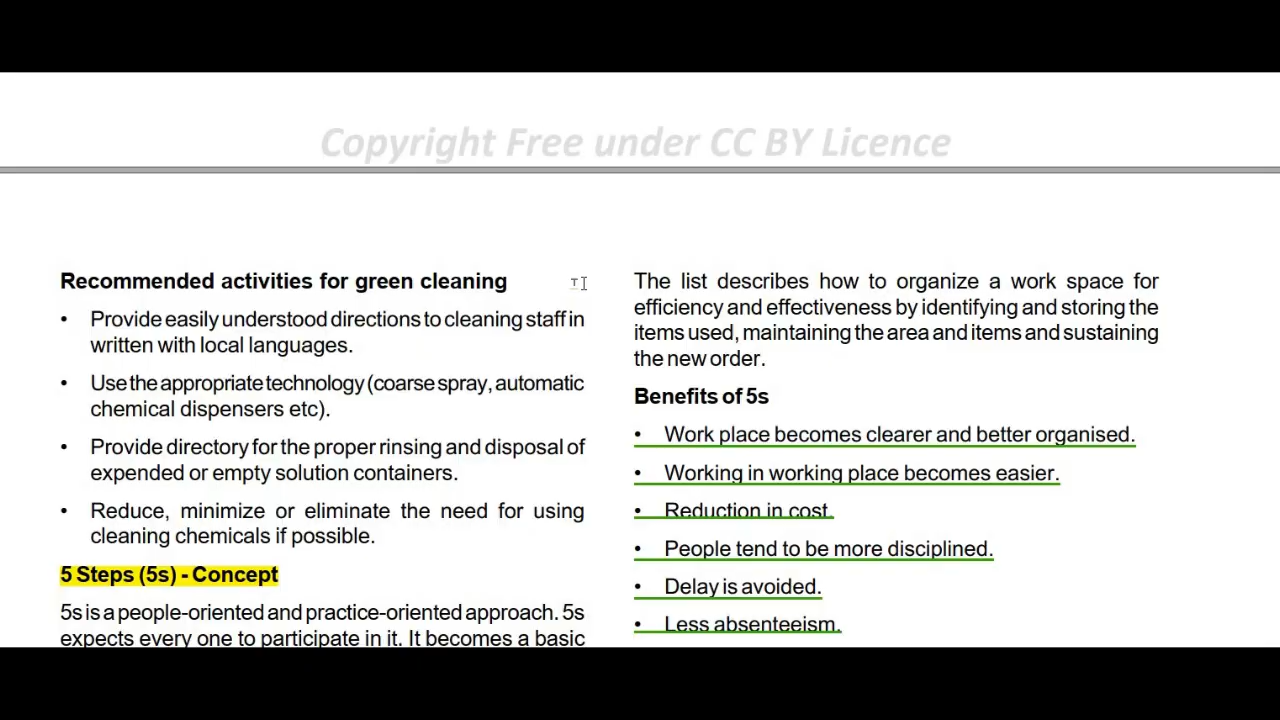 Copyright Free under CC BY Licence
Recommended activities for green cleaning
• Provide easily understood directions to cleaning staff in
written with local languages.
• Use the appropriate technology (coarse spray, automatic
chemical dispensers etc).
• Provide directory for the proper rinsing and disposal of
expended or empty solution containers.
• Reduce, minimize or eliminate the need for using
cleaning chemicals if possible.
5 Steps (5s) - Concept
5s is a people-oriented and practice-oriented approach. 5s
expects every one to participate in it. It becomes a basic
The list describes how to organize a work space for
efficiency and effectiveness by identifying and storing the
items used, maintaining the area and items and sustaining
the new order.
Benefits of 5s
• Work place becomes clearer and better organised.
• Working in working place becomes easier.
• Reduction in cost.
• People tend to be more disciplined.
• Delay is avoided.
• Less absenteeism.